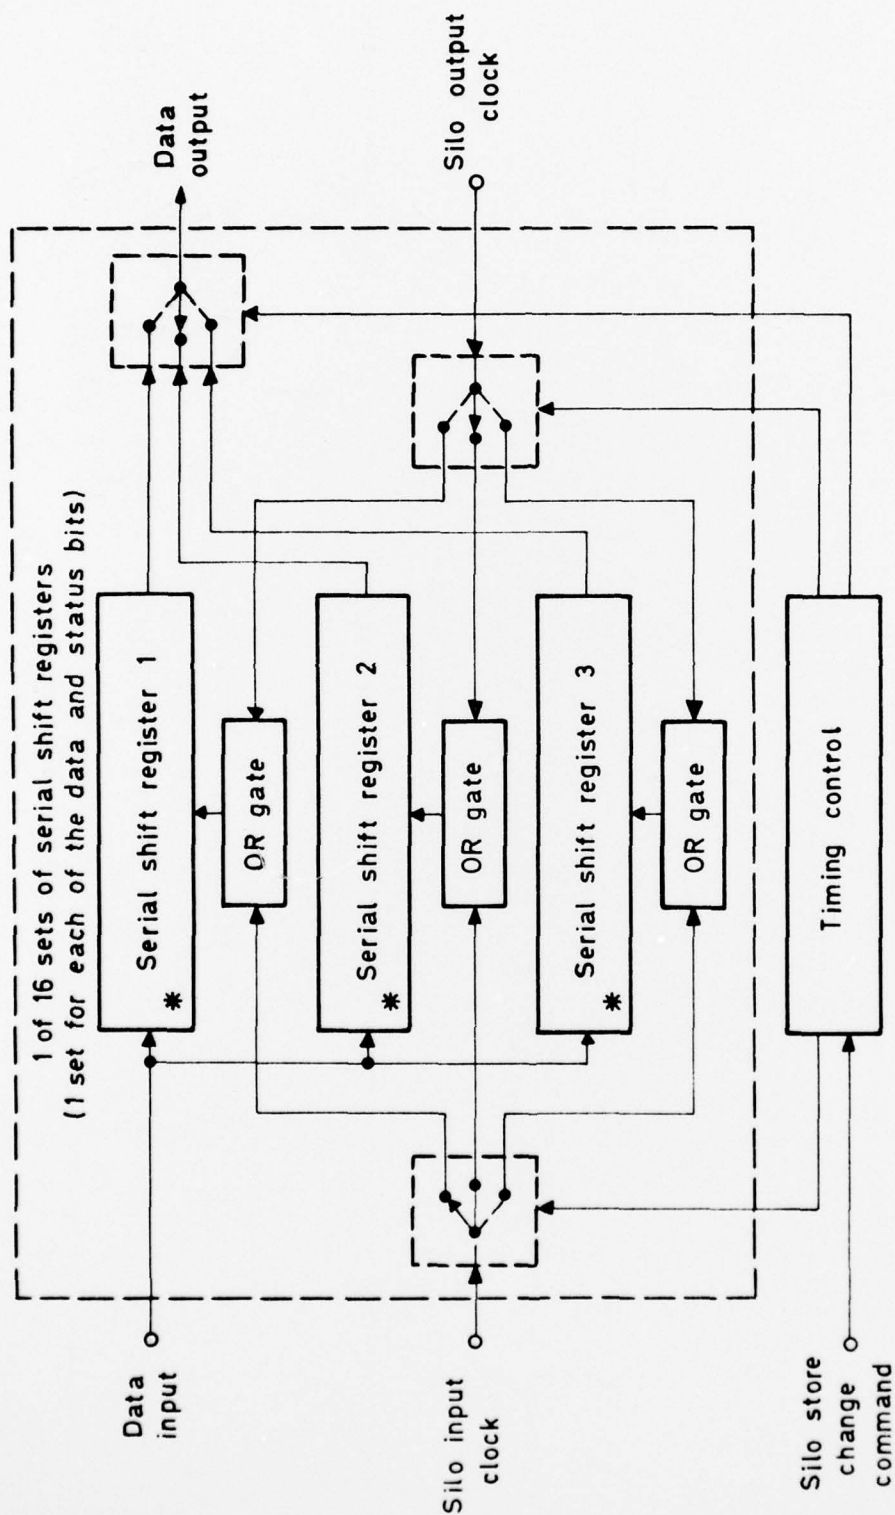 1 of 16 sets of serial shift registers
(1 set for each of the data and status bits)
Data
input
Data
output
Serial shift register 1
*
OR gate
Serial shift register 2
*
Silo input
clock
OR gate
Silo output
clock
Serial shift register 3
*
OR gate
Silo store
change
command
Timing control